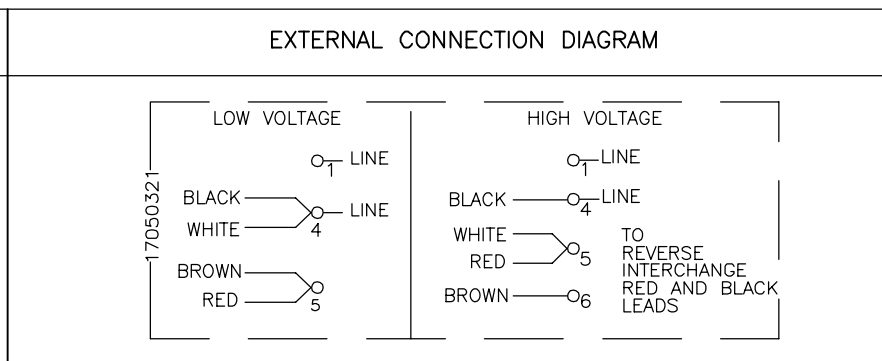 EXTERNAL CONNECTION DIAGRAM
17050321
LOW VOLTAGE
1 LINE
BLACK
WHITE
4 LINE
BROWN
RED
5
HIGH VOLTAGE
1 LINE
BLACK 4 LINE
WHITE
RED
5
BROWN 6
TO
REVERSE
INTERCHANGE
RED AND BLACK
LEADS